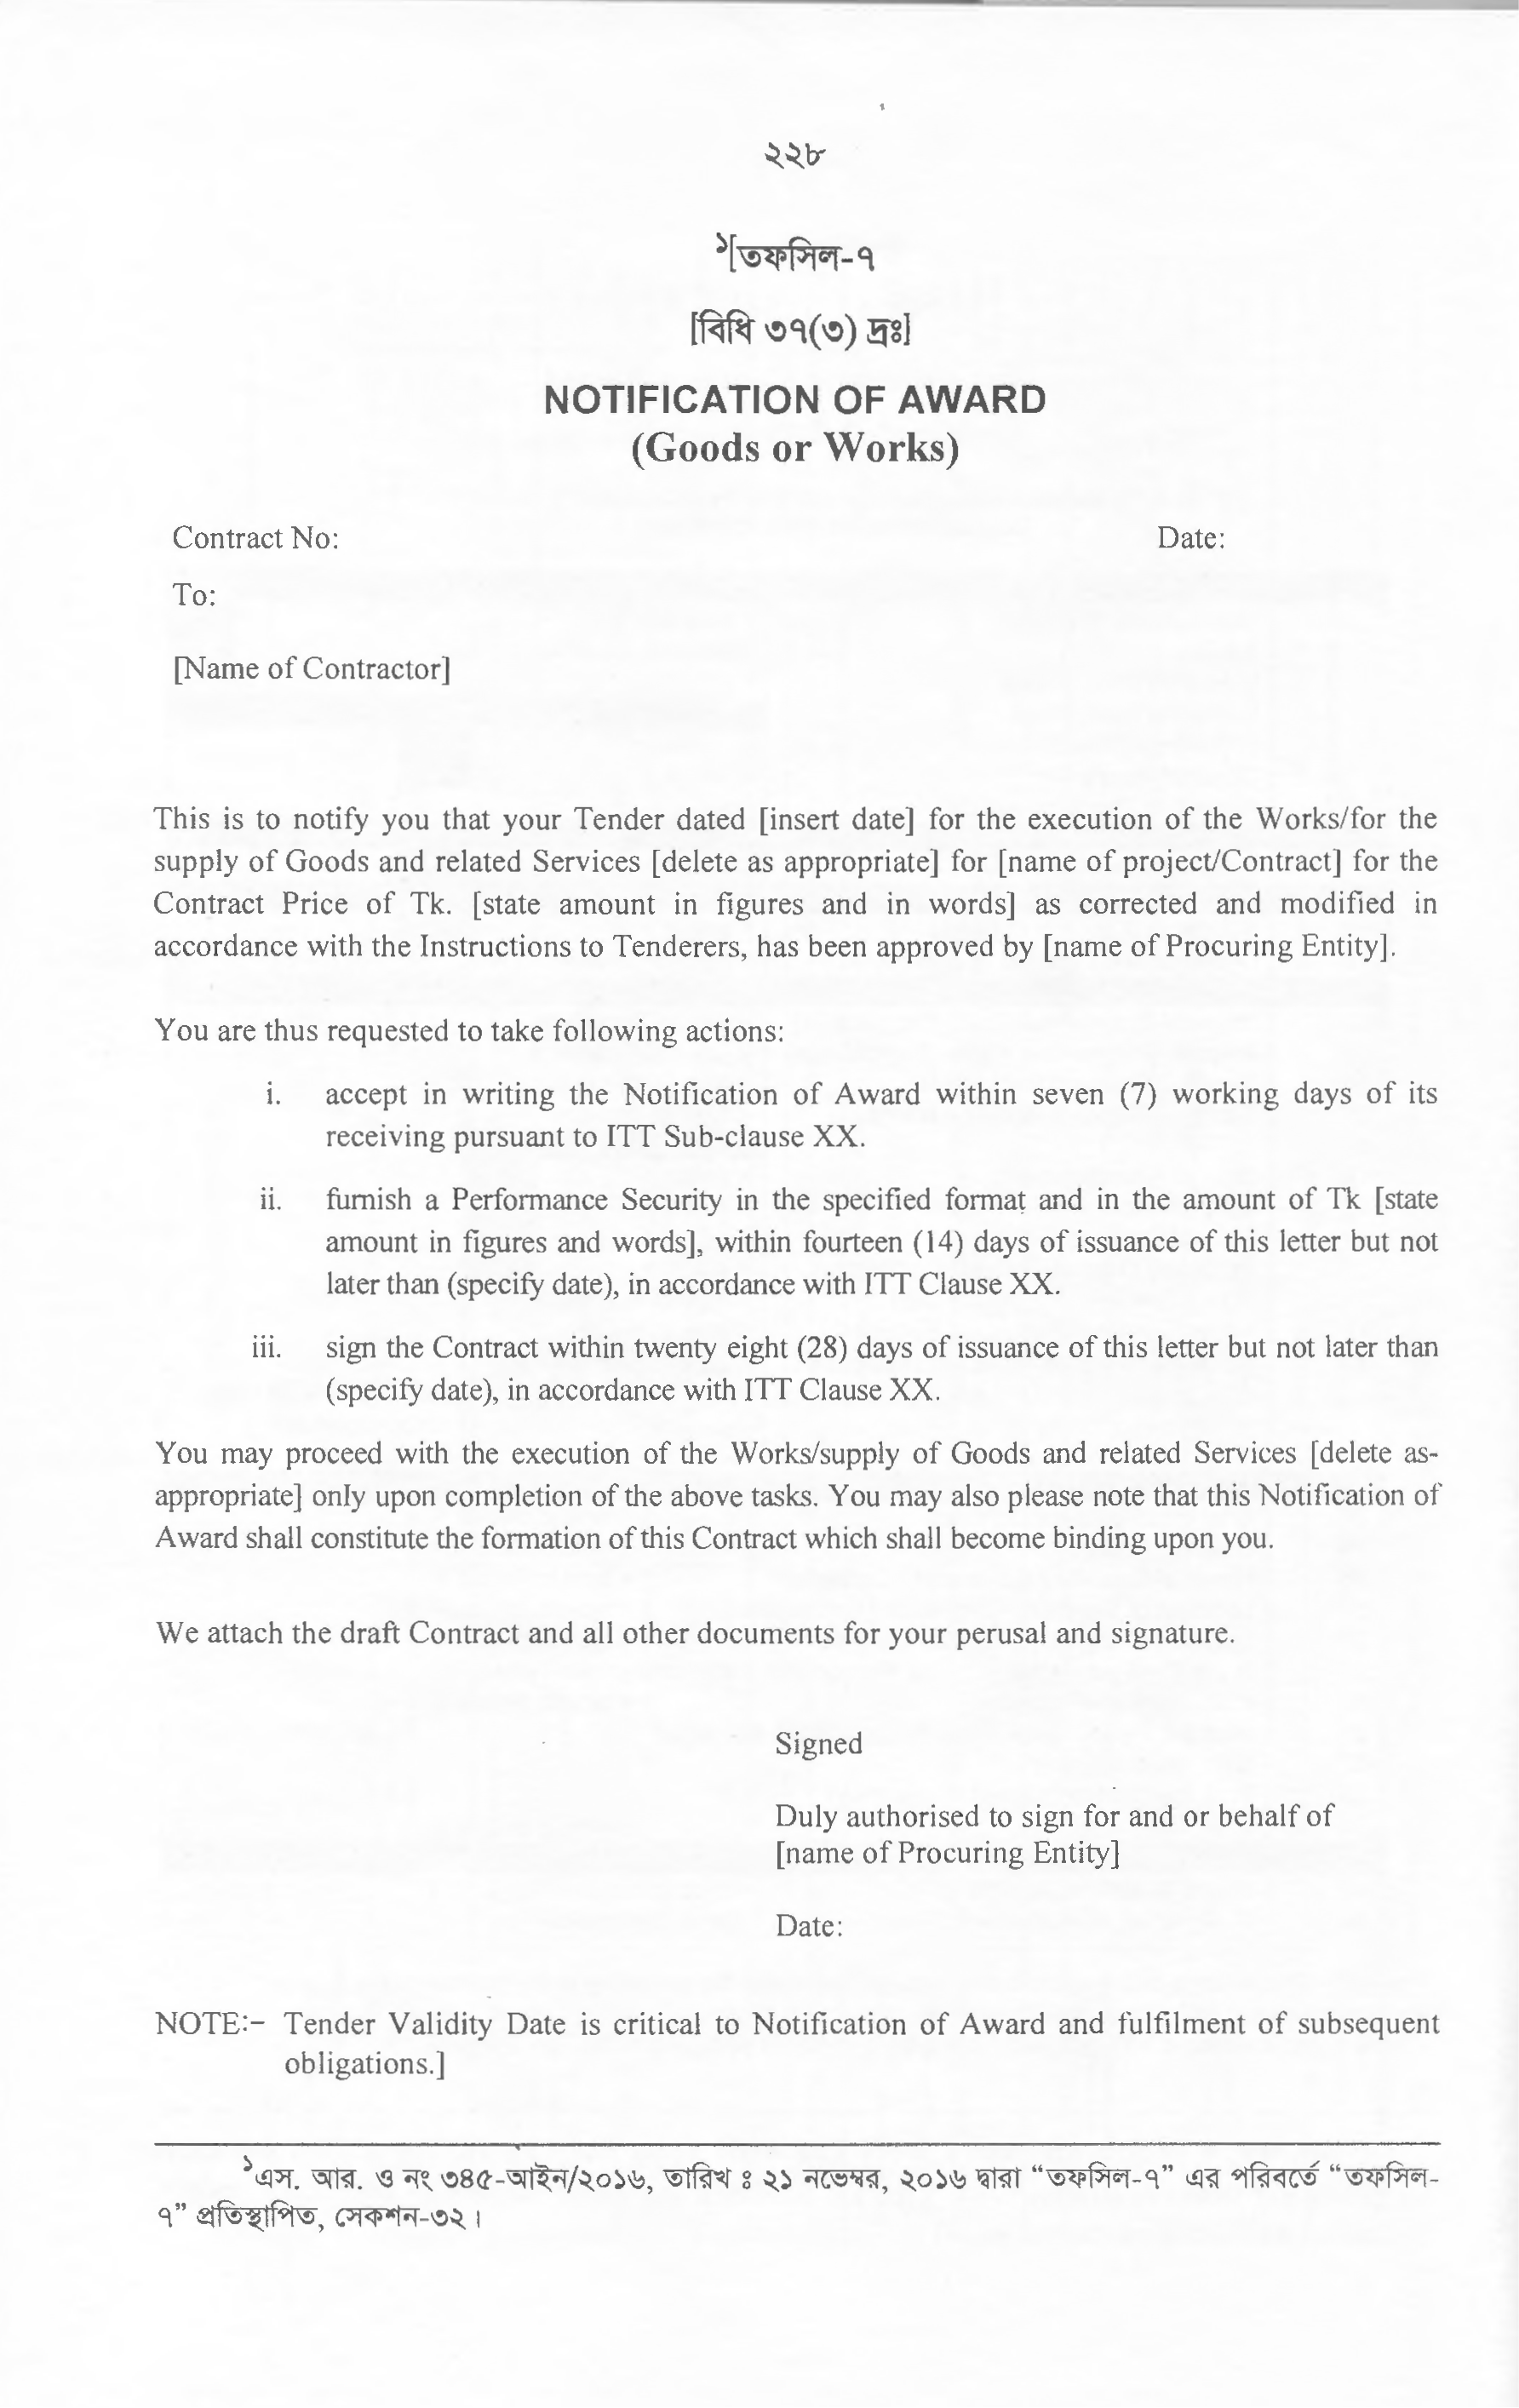 ২২৮
১[তফসিল-৭
[বিধি ৩৭(৩) দ্রঃ]
NOTIFICATION OF AWARD
(Goods or Works)
Contract No: Date:
To:
[Name of Contractor]
This is to notify you that your Tender dated [insert date] for the execution of the Works/for the
supply of Goods and related Services [delete as appropriate] for [name of project/Contract] for the
Contract Price of Tk. [state amount in figures and in words] as corrected and modified in
accordance with the Instructions to Tenderers, has been approved by [name of Procuring Entity].
You are thus requested to take following actions:
i. accept in writing the Notification of Award within seven (7) working days of its
receiving pursuant to ITT Sub-clause XX.
ii. furnish a Performance Security in the specified format and in the amount of Tk [state
amount in figures and words], within fourteen (14) days of issuance of this letter but not
later than (specify date), in accordance with ITT Clause XX.
iii. sign the Contract within twenty eight (28) days of issuance of this letter but not later than
(specify date), in accordance with ITT Clause XX.
You may proceed with the execution of the Works/supply of Goods and related Services [delete as-
appropriate] only upon completion of the above tasks. You may also please note that this Notification of
Award shall constitute the formation of this Contract which shall become binding upon you.
We attach the draft Contract and all other documents for your perusal and signature.
Signed
Duly authorised to sign for and or behalf of
[name of Procuring Entity]
Date:
NOTE:– Tender Validity Date is critical to Notification of Award and fulfilment of subsequent
obligations.]
১এস. আর. ও নং ৩৪৫-আইন/২০১৬, তারিখ ঃ ২১ নভেম্বর, ২০১৬ দ্বারা “তফসিল-৭” এর পরিবর্তে “তফসিল-
৭” প্রতিস্থাপিত, সেকশন-৩২।